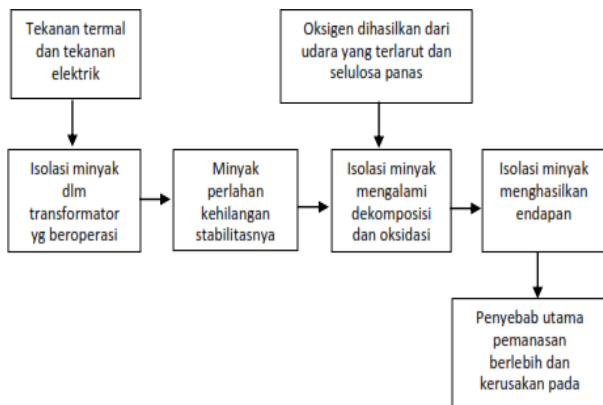 Tekanan termal
dan tekanan
elektrik
Oksigen dihasilkan dari
udara yang terlarut dan
selulosa panas
Isolasi minyak
dlm
transformator
yg beroperasi
Minyak
perlahan
kehilangan
stabilitasnya
Isolasi minyak
mengalami
dekomposisi
dan oksidasi
Isolasi minyak
menghasilkan
endapan
Penyebab utama
pemanasan
berlebih dan
kerusakan pada